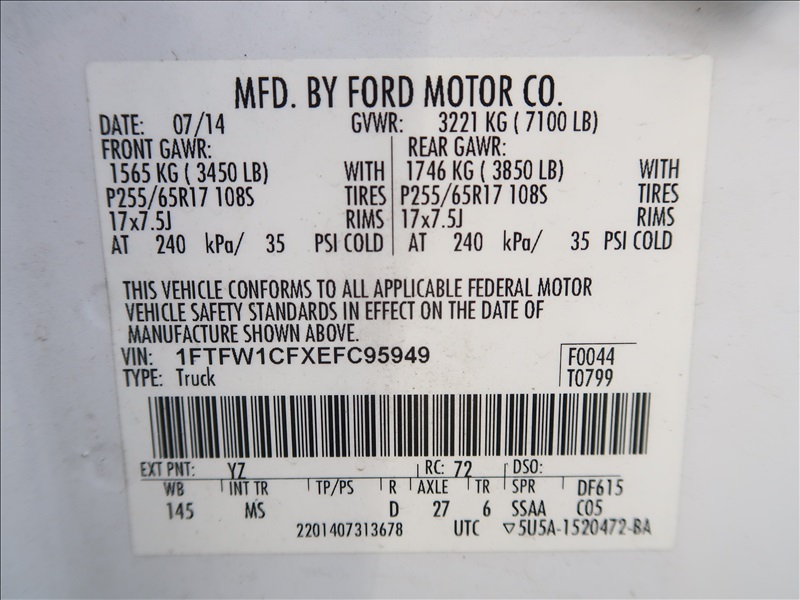 MFD. BY FORD MOTOR CO.
DATE: 07/14 GVWR: 3221 KG ( 7100 LB)
FRONT GAWR: REAR GAWR:
1565 KG ( 3450 LB) WITH 1746 KG ( 3850 LB) WITH
P255/65R17 108S TIRES P255/65R17 108S TIRES
17x7.5J RIMS 17x7.5J RIMS
AT 240 kPa/ 35 PSI COLD AT 240 kPa/ 35 PSI COLD
THIS VEHICLE CONFORMS TO ALL APPLICABLE FEDERAL MOTOR
VEHICLE SAFETY STANDARDS IN EFFECT ON THE DATE OF
MANUFACTURE SHOWN ABOVE.
VIN: 1FTFW1CFXEFC95949 F0044
TYPE: Truck T0799
EXT PNT: YZ RC: 72 DSO:
WB INT TR TP/PS R AXLE TR SPR DF615
145 MS D 27 6 SSAA C05
2201407313678 UTC ▽5U5A-1520472-BA